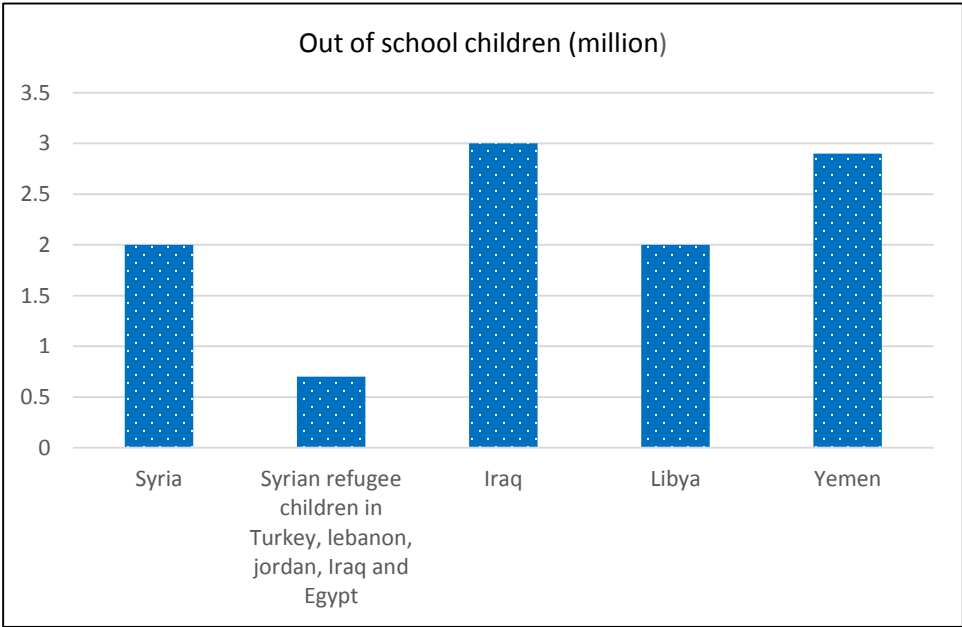 Out of school children (million)
3.5
3
2.5
2
1.5
1
0.5
0
Syria
Syrian refugee
children in
Turkey, lebanon,
jordan, Iraq and
Egypt
Iraq
Libya
Yemen